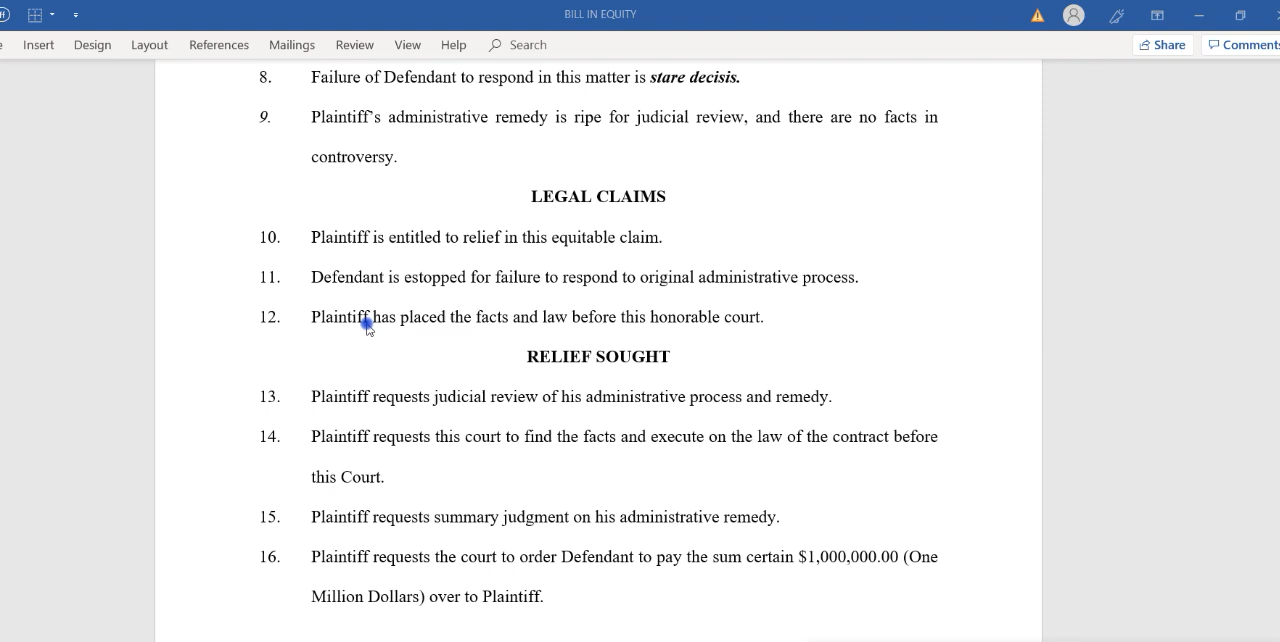 ff
BILL IN EQUITY
Insert Design Layout References Mailings Review View Help Search
Share Comments
8. Failure of Defendant to respond in this matter is stare decisis.
9. Plaintiff's administrative remedy is ripe for judicial review, and there are no facts in
controversy.
LEGAL CLAIMS
10. Plaintiff is entitled to relief in this equitable claim.
11. Defendant is estopped for failure to respond to original administrative process.
12. Plaintiff has placed the facts and law before this honorable court.
RELIEF SOUGHT
13. Plaintiff requests judicial review of his administrative process and remedy.
14. Plaintiff requests this court to find the facts and execute on the law of the contract before
this Court.
15. Plaintiff requests summary judgment on his administrative remedy.
16. Plaintiff requests the court to order Defendant to pay the sum certain $1,000,000.00 (One
Million Dollars) over to Plaintiff.